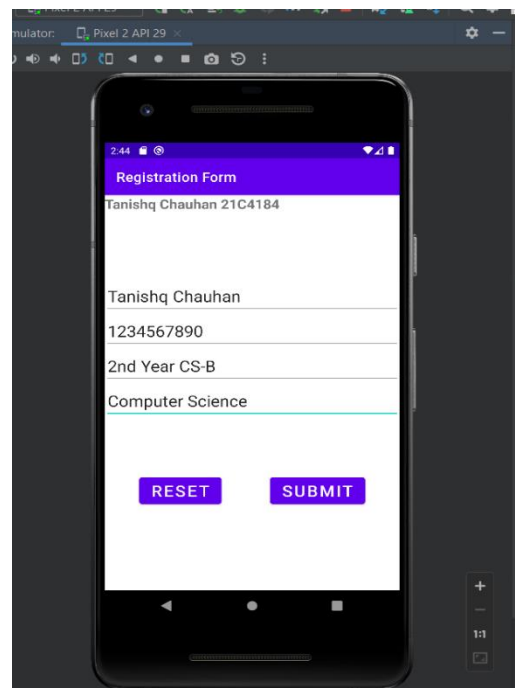 mulator: Pixel 2 API 29
2:44
Registration Form
Tanishq Chauhan 21C4184
Tanishq Chauhan
1234567890
2nd Year CS-B
Computer Science
RESET SUBMIT
1:1